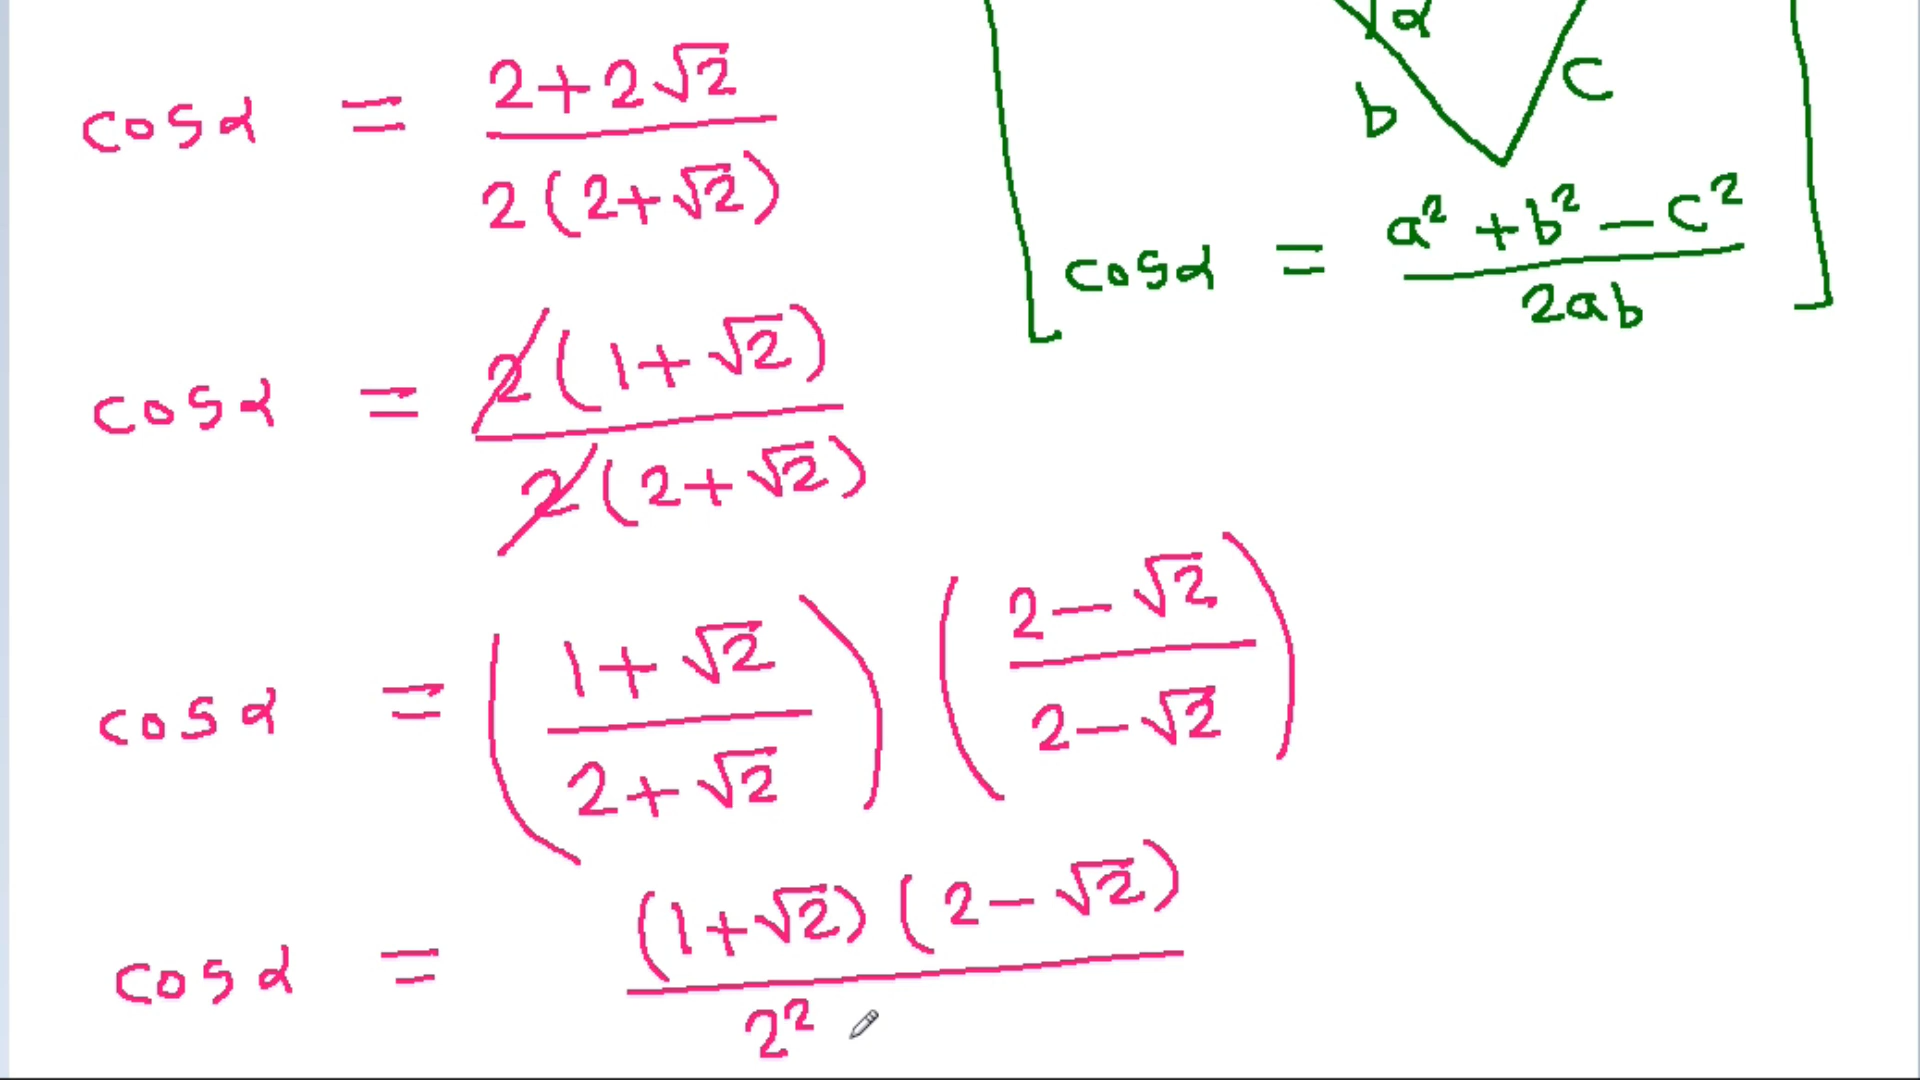 cosα = (2+2√2)/(2(2+√2))
α
b
c
cosα = (a²+b²−c²)/(2ab)
cosα = (2(1+√2))/(2(2+√2))
cosα = ((1+√2)/(2+√2)) ((2−√2)/(2−√2))
cosα = ((1+√2)(2−√2))/(2²